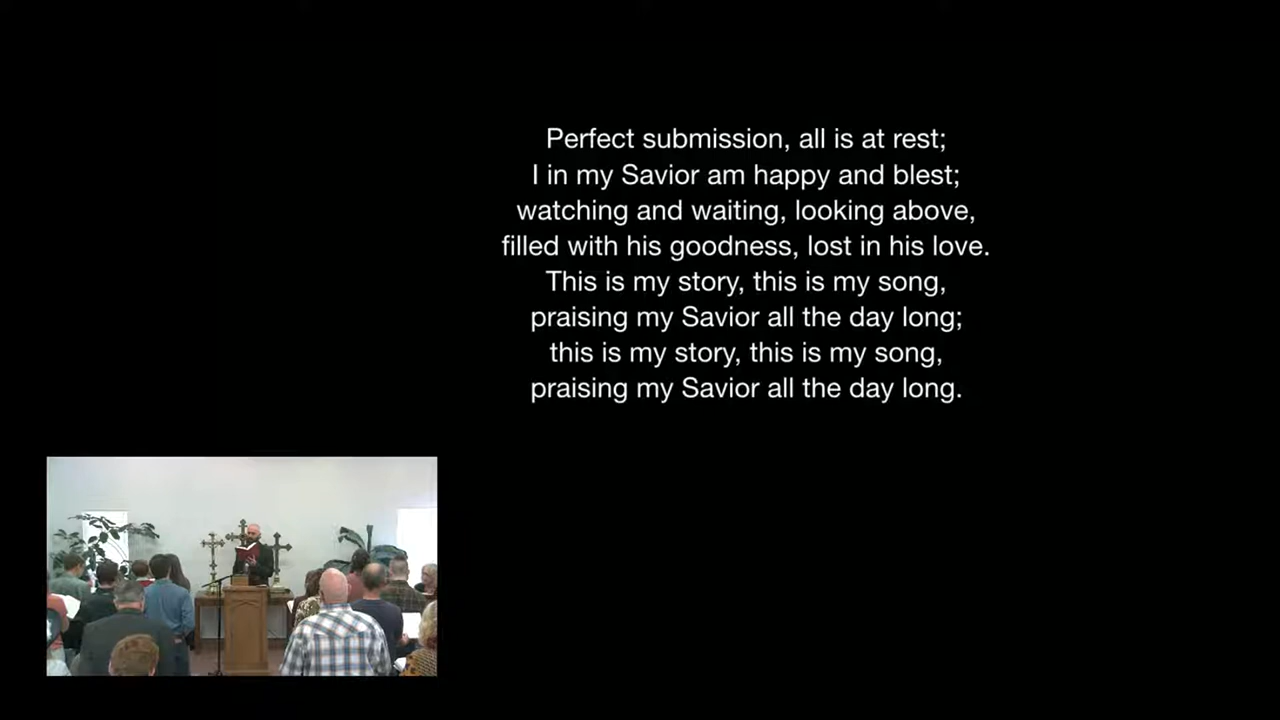 Perfect submission, all is at rest;
I in my Savior am happy and blest;
watching and waiting, looking above,
filled with his goodness, lost in his love.
This is my story, this is my song,
praising my Savior all the day long;
this is my story, this is my song,
praising my Savior all the day long.